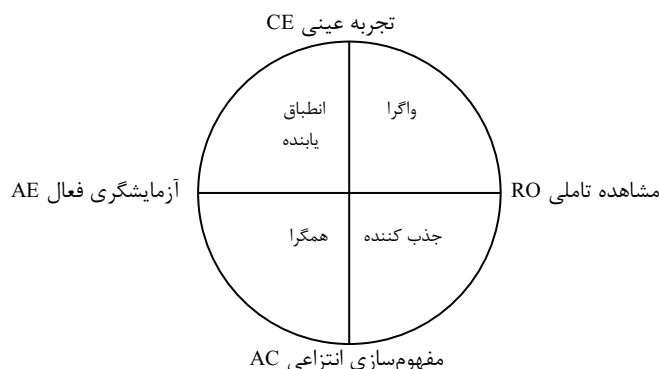 تجربه عینی CE
واگرا
انطباق
یابنده
مشاهده تاملی RO
آزمایشگری فعال AE
جذب کننده
همگرا
مفهوم‌سازی انتزاعی AC